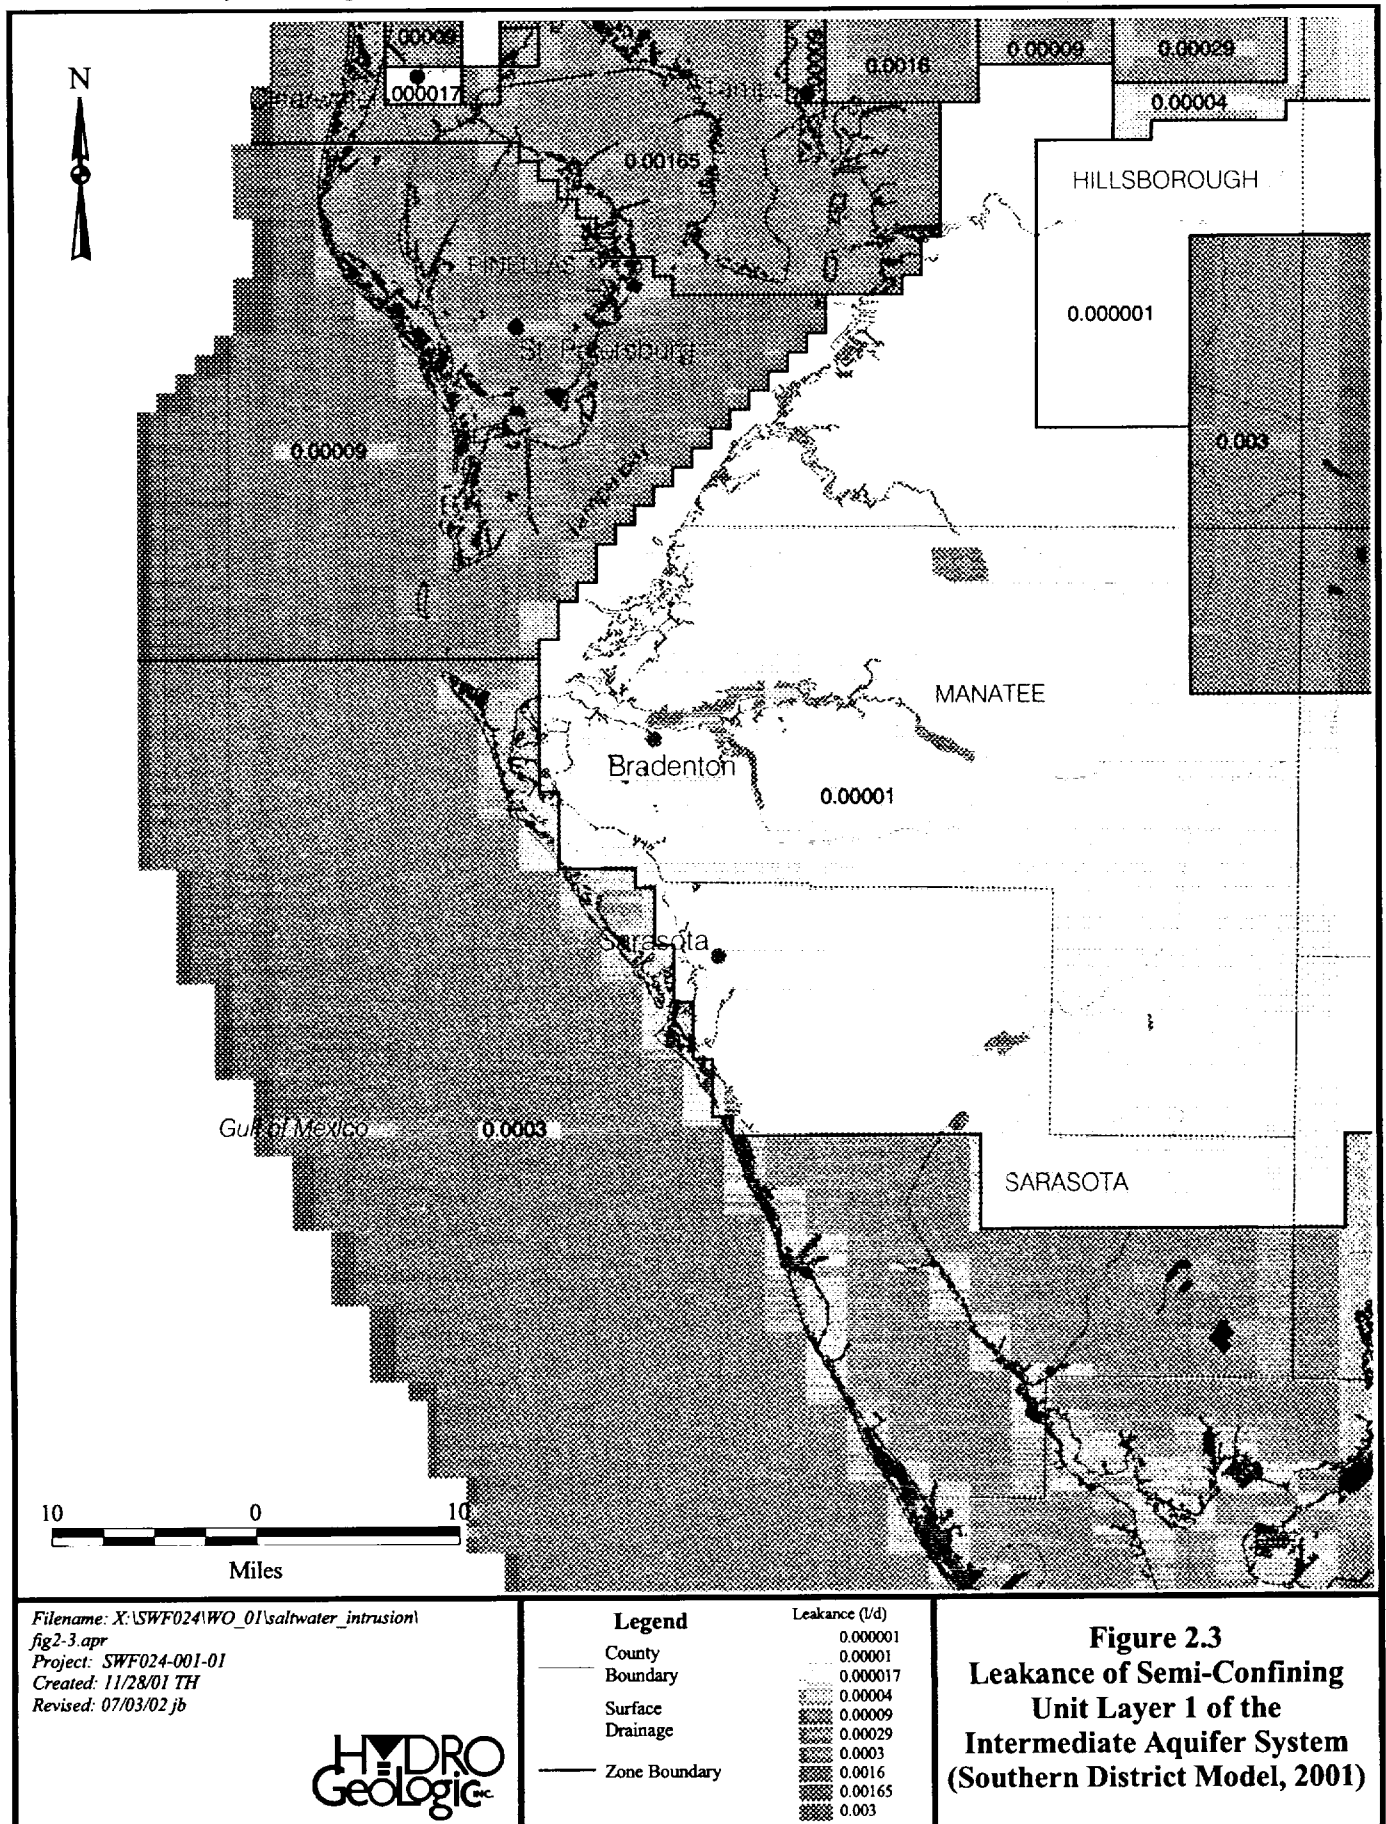 N
.00009
.000017
Tampa
0.00009
0.0016
0.00009
0.00029
0.00004
0.00165
HILLSBOROUGH
PINELLAS
0.000001
St. Petersburg
0.00009
0.003
MANATEE
Bradenton
0.00001
Sarasota
Gulf of Mexico
0.0003
SARASOTA
10 0 10
Miles
Filename: X:\SWF024\WO_01\saltwater_intrusion\
fig2-3.apr
Project: SWF024-001-01
Created: 11/28/01 TH
Revised: 07/03/02 jb
HYDRO
GeoLogic INC.
Legend
County
Boundary
Surface
Drainage
Zone Boundary
Leakance (l/d)
0.000001
0.00001
0.000017
0.00004
0.00009
0.00029
0.0003
0.0016
0.00165
0.003
Figure 2.3
Leakance of Semi-Confining
Unit Layer 1 of the
Intermediate Aquifer System
(Southern District Model, 2001)